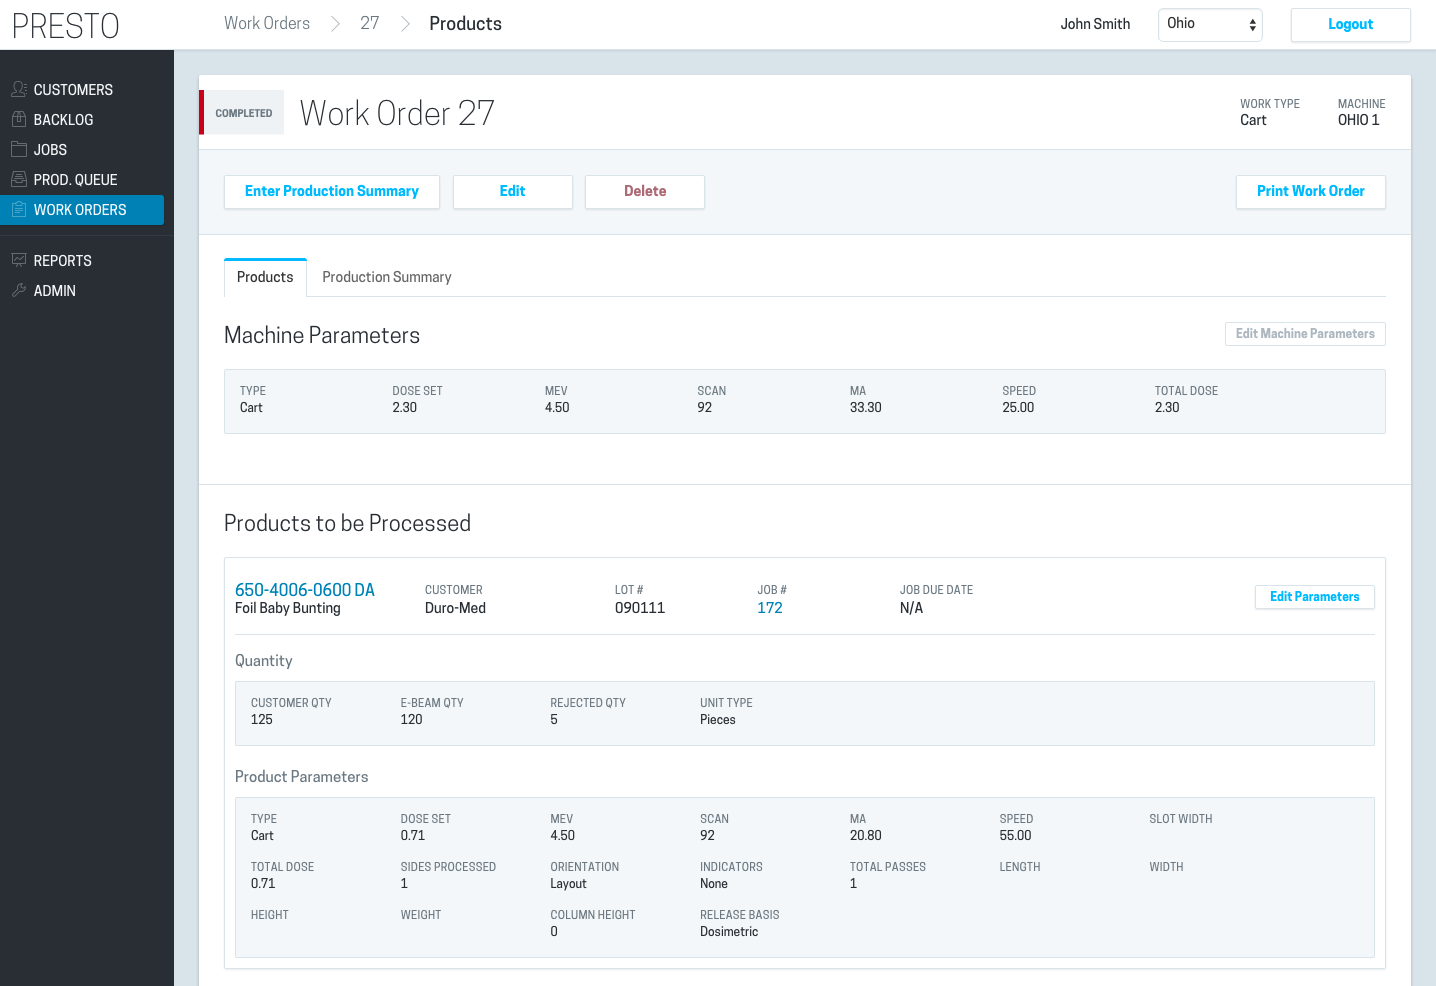 PRESTO
Work Orders 27 Products
John Smith Ohio Logout
CUSTOMERS
BACKLOG
JOBS
PROD. QUEUE
WORK ORDERS
REPORTS
ADMIN
COMPLETED Work Order 27
WORK TYPE MACHINE
Cart OHIO 1
Enter Production Summary Edit Delete Print Work Order
Products Production Summary
Machine Parameters Edit Machine Parameters
TYPE DOSE SET MEV SCAN MA SPEED TOTAL DOSE
Cart 2.30 4.50 92 33.30 25.00 2.30
Products to be Processed
650-4006-0600 DA CUSTOMER LOT # JOB # JOB DUE DATE
Foil Baby Bunting Duro-Med 090111 172 N/A
Edit Parameters
Quantity
CUSTOMER QTY E-BEAM QTY REJECTED QTY UNIT TYPE
125 120 5 Pieces
Product Parameters
TYPE DOSE SET MEV SCAN MA SPEED SLOT WIDTH
Cart 0.71 4.50 92 20.80 55.00
TOTAL DOSE SIDES PROCESSED ORIENTATION INDICATORS TOTAL PASSES LENGTH WIDTH
0.71 1 Layout None 1
HEIGHT WEIGHT COLUMN HEIGHT RELEASE BASIS
0 Dosimetric